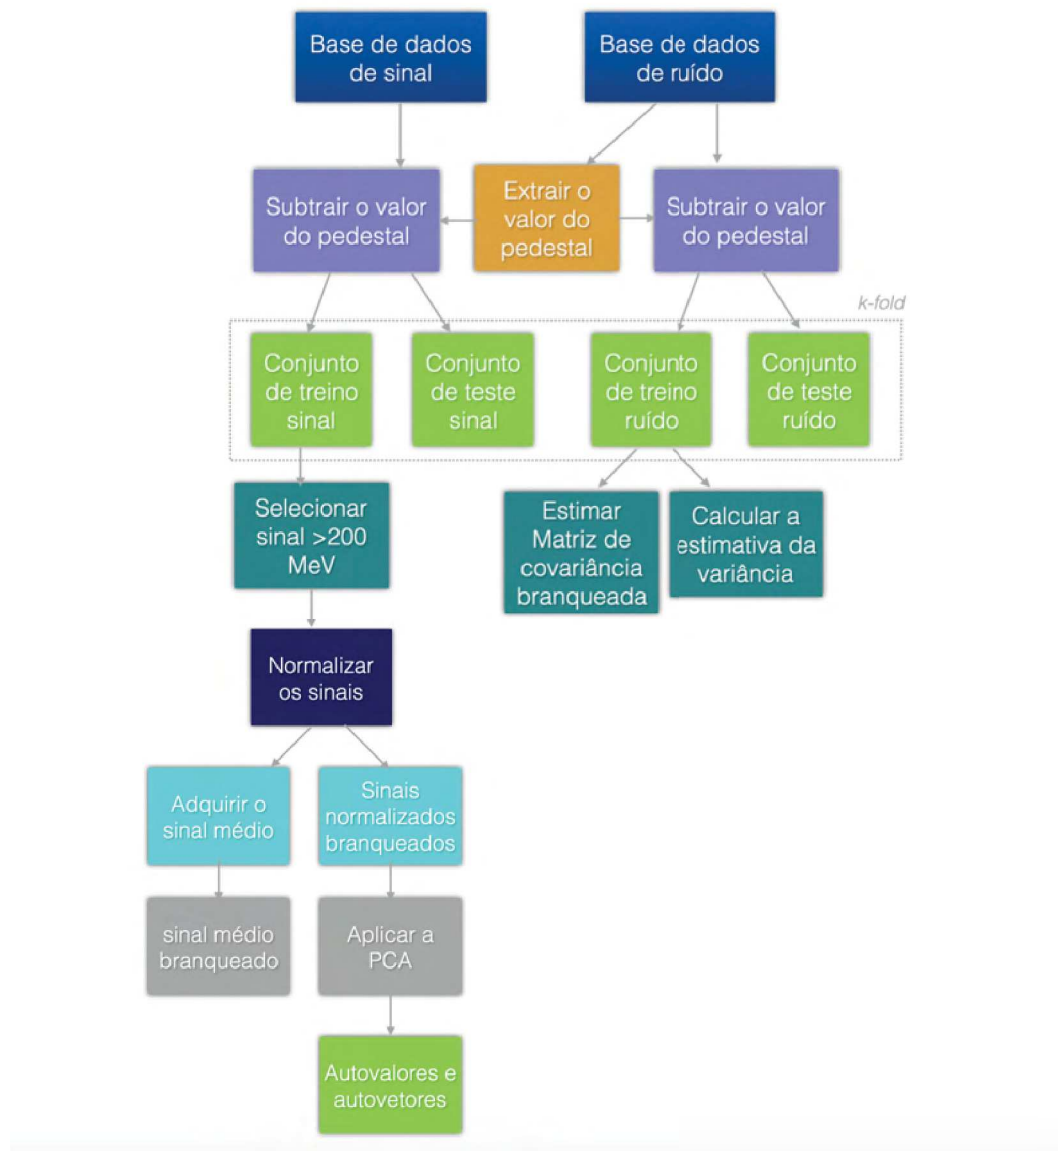 Base de dados
de sinal
Base de dados
de ruído
Subtrair o valor
do pedestal
Extrair o
valor do
pedestal
Subtrair o valor
do pedestal
k-fold
Conjunto
de treino
sinal
Conjunto
de teste
sinal
Conjunto
de treino
ruído
Conjunto
de teste
ruído
Selecionar
sinal >200
MeV
Estimar
Matriz de
covariância
branqueada
Calcular a
estimativa da
variância
Normalizar
os sinais
Adquirir o
sinal médio
Sinais
normalizados
branqueados
sinal médio
branqueado
Aplicar a
PCA
Autovalores e
autovetores